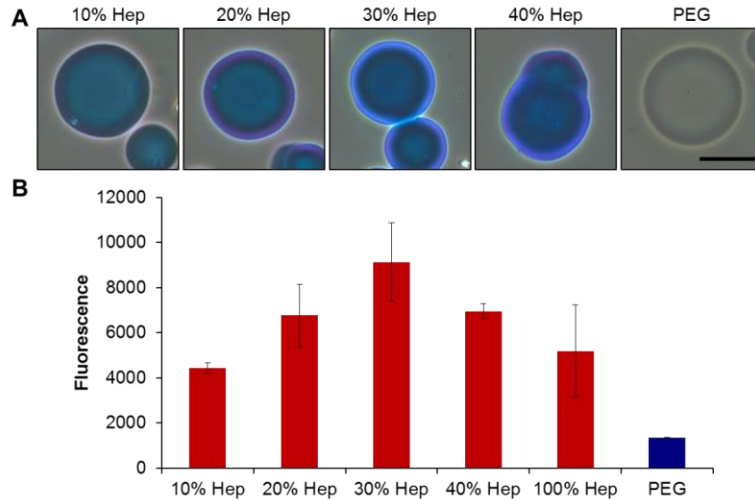 A
10% Hep 20% Hep 30% Hep 40% Hep PEG
B
12000
10000
8000
6000
4000
2000
0
Fluorescence
10% Hep 20% Hep 30% Hep 40% Hep 100% Hep PEG